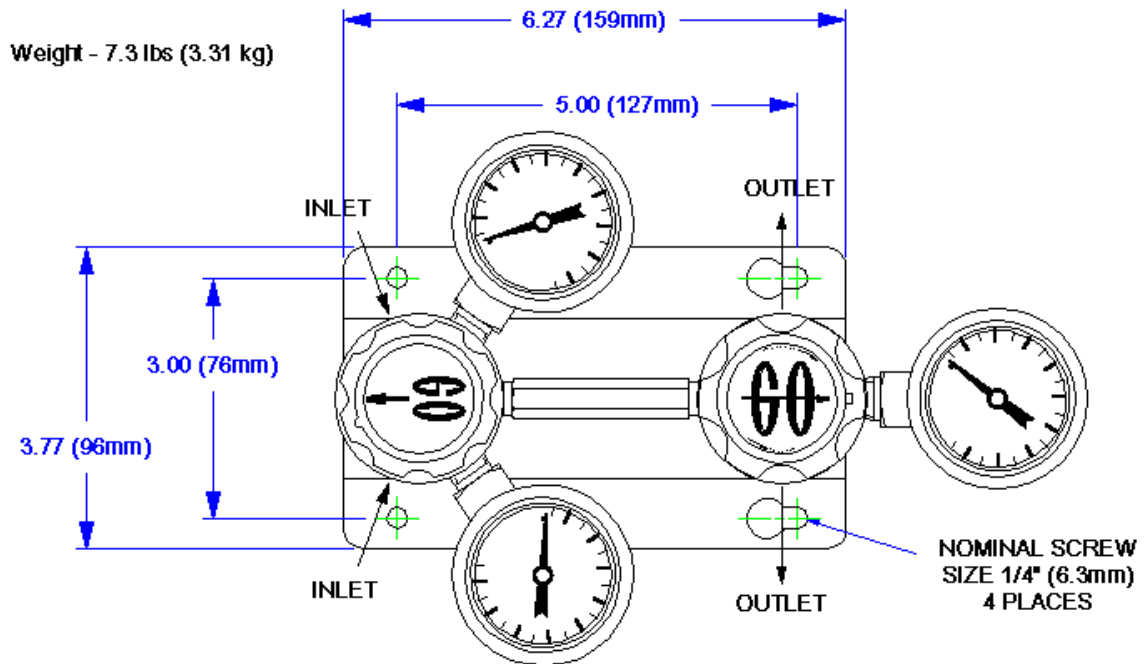 6.27 (159mm)
Weight - 7.3 lbs (3.31 kg)
5.00 (127mm)
OUTLET
INLET
3.00 (76mm)
GO
GO
3.77 (96mm)
NOMINAL SCREW
SIZE 1/4" (6.3mm)
4 PLACES
INLET
OUTLET